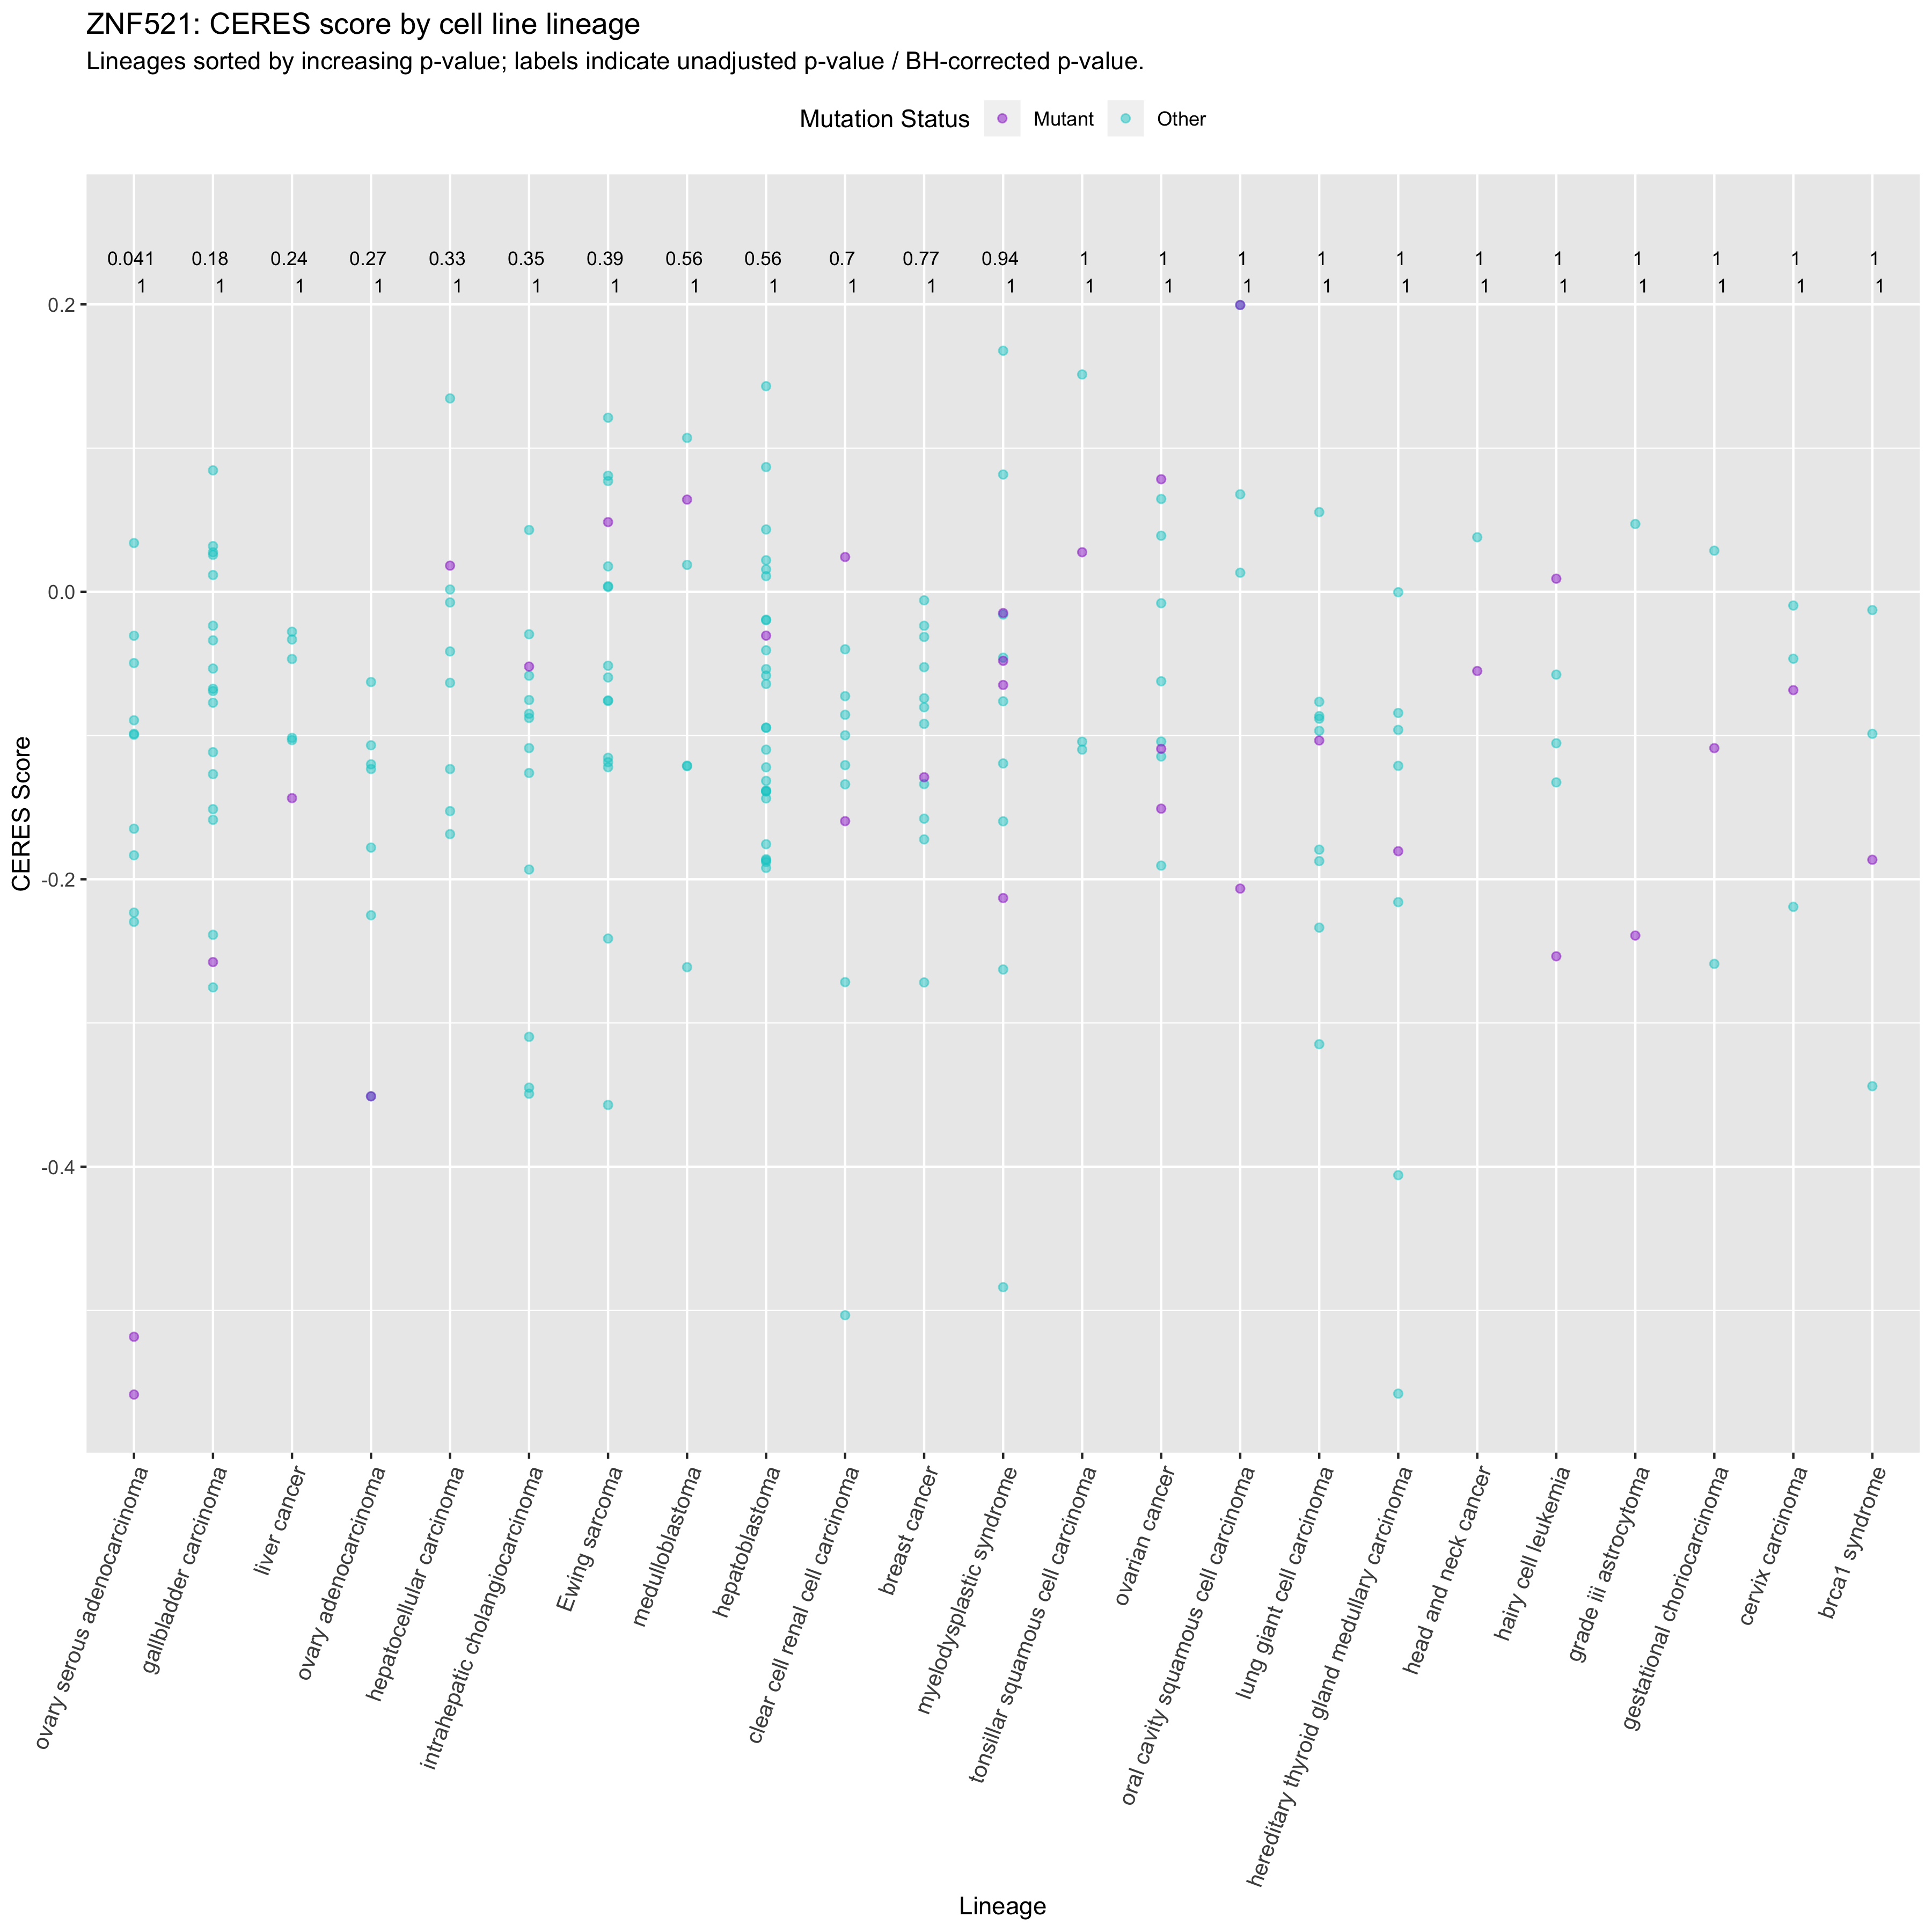 ZNF521: CERES score by cell line lineage
Lineages sorted by increasing p-value; labels indicate unadjusted p-value / BH-corrected p-value.
Mutation Status Mutant Other
0.041 0.18 0.24 0.27 0.33 0.35 0.39 0.56 0.56 0.7 0.77 0.94 1 1 1 1 1 1 1 1 1 1 1
1 1 1 1 1 1 1 1 1 1 1 1 1 1 1 1 1 1 1 1 1 1 1
0.2
0.0
-0.2
-0.4
CERES Score
ovary serous adenocarcinoma
gallbladder carcinoma
liver cancer
ovary adenocarcinoma
hepatocellular carcinoma
intrahepatic cholangiocarcinoma
Ewing sarcoma
medulloblastoma
hepatoblastoma
clear cell renal cell carcinoma
breast cancer
myelodysplastic syndrome
tonsillar squamous cell carcinoma
ovarian cancer
oral cavity squamous cell carcinoma
lung giant cell carcinoma
hereditary thyroid gland medullary carcinoma
head and neck cancer
hairy cell leukemia
grade iii astrocytoma
gestational choriocarcinoma
cervix carcinoma
brca1 syndrome
Lineage